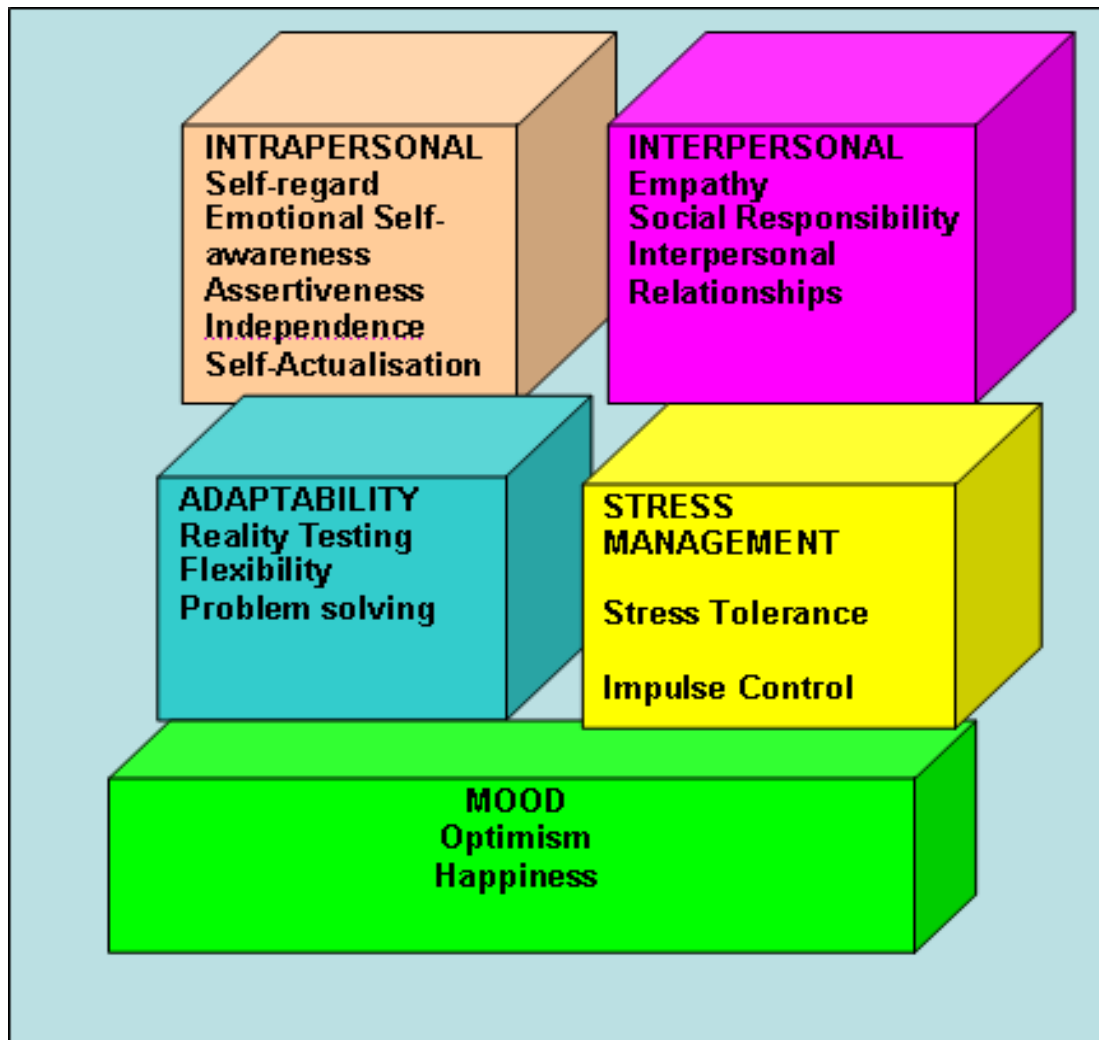 INTRAPERSONAL
Self-regard
Emotional Self-
awareness
Assertiveness
Independence
Self-Actualisation
INTERPERSONAL
Empathy
Social Responsibility
Interpersonal
Relationships
ADAPTABILITY
Reality Testing
Flexibility
Problem solving
STRESS
MANAGEMENT
Stress Tolerance
Impulse Control
MOOD
Optimism
Happiness